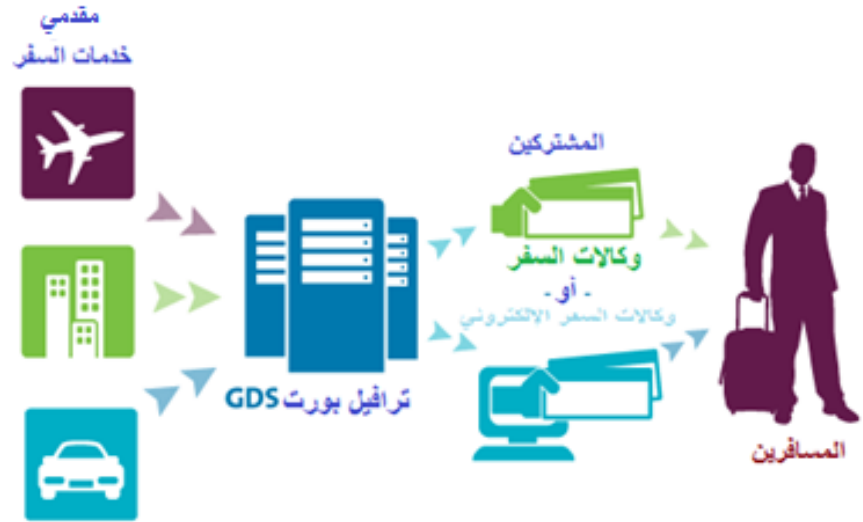 مقدمي
خدمات السفر
المشتركين
وكالات السفر
- أو -
وكالات السفر الإلكتروني
ترافيل بورت GDS
المسافرين